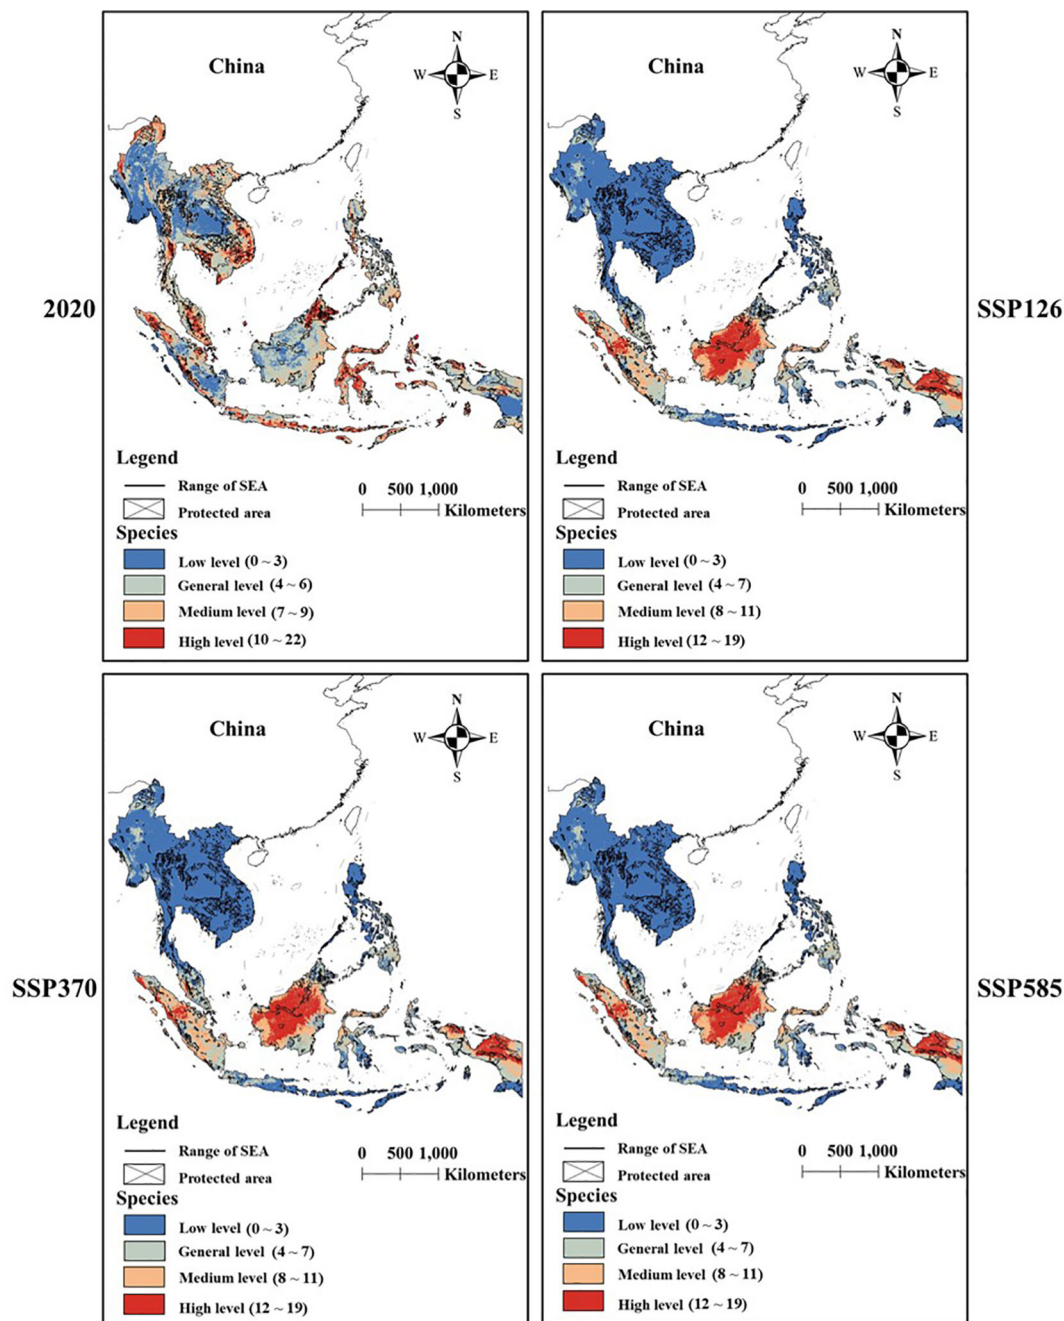 China
N
W E
S
2020
Legend
Range of SEA
Protected area
0 500 1,000
Kilometers
Species
Low level (0 ~ 3)
General level (4 ~ 6)
Medium level (7 ~ 9)
High level (10 ~ 22)
China
N
W E
S
SSP126
Legend
Range of SEA
Protected area
0 500 1,000
Kilometers
Species
Low level (0 ~ 3)
General level (4 ~ 7)
Medium level (8 ~ 11)
High level (12 ~ 19)
China
N
W E
S
SSP370
Legend
Range of SEA
Protected area
0 500 1,000
Kilometers
Species
Low level (0 ~ 3)
General level (4 ~ 7)
Medium level (8 ~ 11)
High level (12 ~ 19)
China
N
W E
S
SSP585
Legend
Range of SEA
Protected area
0 500 1,000
Kilometers
Species
Low level (0 ~ 3)
General level (4 ~ 7)
Medium level (8 ~ 11)
High level (12 ~ 19)